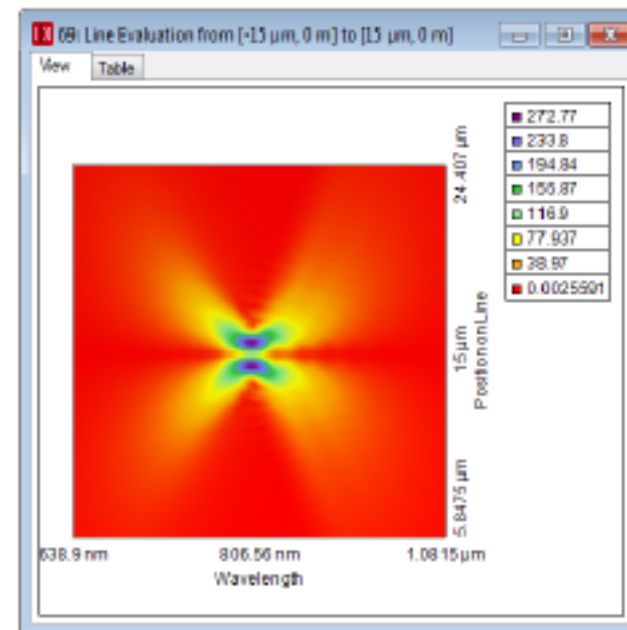 69: Line Evaluation from [-15 µm, 0 m] to [15 µm, 0 m]
View
Table
272.77
233.8
194.84
155.87
116.9
77.937
38.97
0.0025591
24.407 µm
15 µm
5.8475 µm
Position on Line
638.9 nm
806.56 nm
1.0815 µm
Wavelength